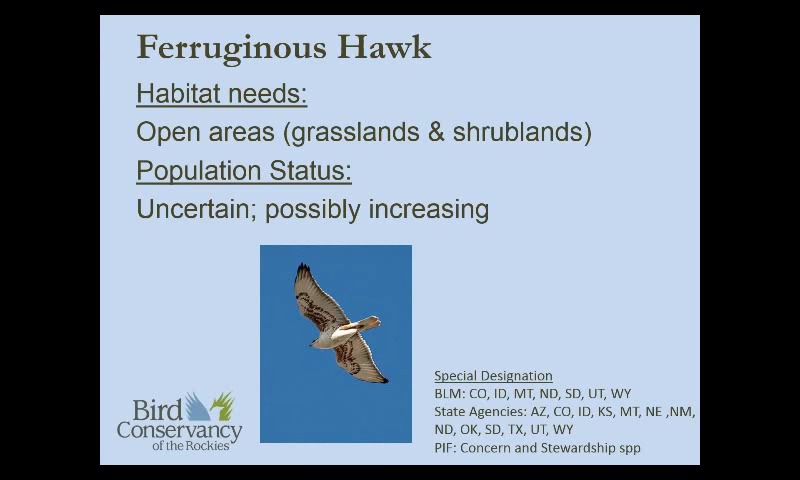 Ferruginous Hawk
Habitat needs:
Open areas (grasslands & shrublands)
Population Status:
Uncertain; possibly increasing
Special Designation
BLM: CO, ID, MT, ND, SD, UT, WY
State Agencies: AZ, CO, ID, KS, MT, NE ,NM,
ND, OK, SD, TX, UT, WY
PIF: Concern and Stewardship spp
Bird
Conservancy
of the Rockies